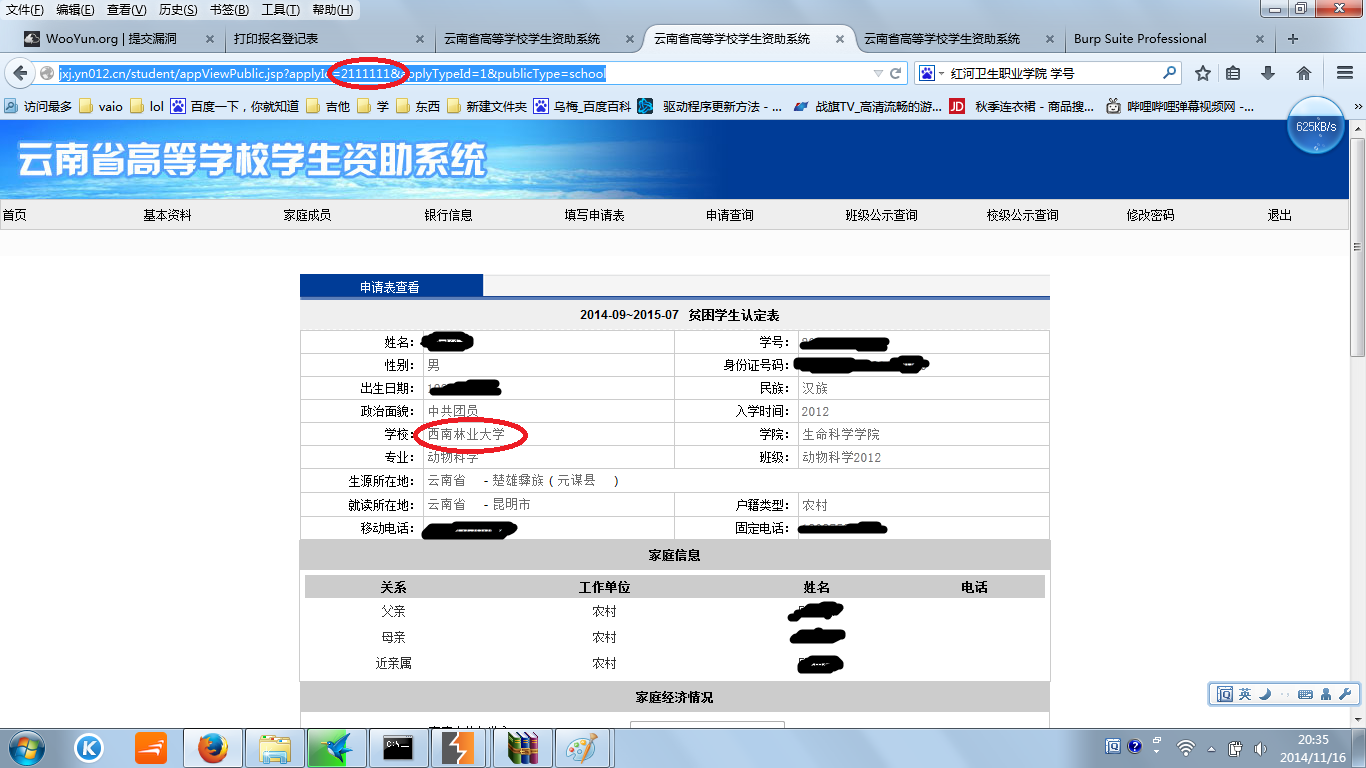 文件(F) 编辑(E) 查看(V) 历史(S) 书签(B) 工具(T) 帮助(H)
WooYun.org | 提交漏洞 × 打印报名登记表 × 云南省高等学校学生资助系统 × 云南省高等学校学生资助系统 × 云南省高等学校学生资助系统 × Burp Suite Professional × +
jxj.yn012.cn/student/appViewPublic.jsp?applyId=2111111&applyTypeId=1&publicType=school 红河卫生职业学院 学号
访问最多 vaio lol 百度一下，你就知道 吉他 学 东西 新建文件夹 乌梅_百度百科 驱动程序更新方法 - ... 战旗TV_高清流畅的游... JD 秋季连衣裙 - 商品搜... 哔哩哔哩弹幕视频网 -... »
625KB/s
云南省高等学校学生资助系统
首页 基本资料 家庭成员 银行信息 填写申请表 申请查询 班级公示查询 校级公示查询 修改密码 退出
申请表查看
2014-09~2015-07 贫困学生认定表
姓名： 学号：
性别： 男 身份证号码：
出生日期： 民族： 汉族
政治面貌： 中共团员 入学时间： 2012
学校： 西南林业大学 学院： 生命科学学院
专业： 动物科学 班级： 动物科学2012
生源所在地： 云南省 - 楚雄彝族 ( 元谋县 )
就读所在地： 云南省 - 昆明市 户籍类型： 农村
移动电话： 固定电话：
家庭信息
关系 工作单位 姓名 电话
父亲 农村
母亲 农村
近亲属 农村
家庭经济情况
英
20:35
2014/11/16